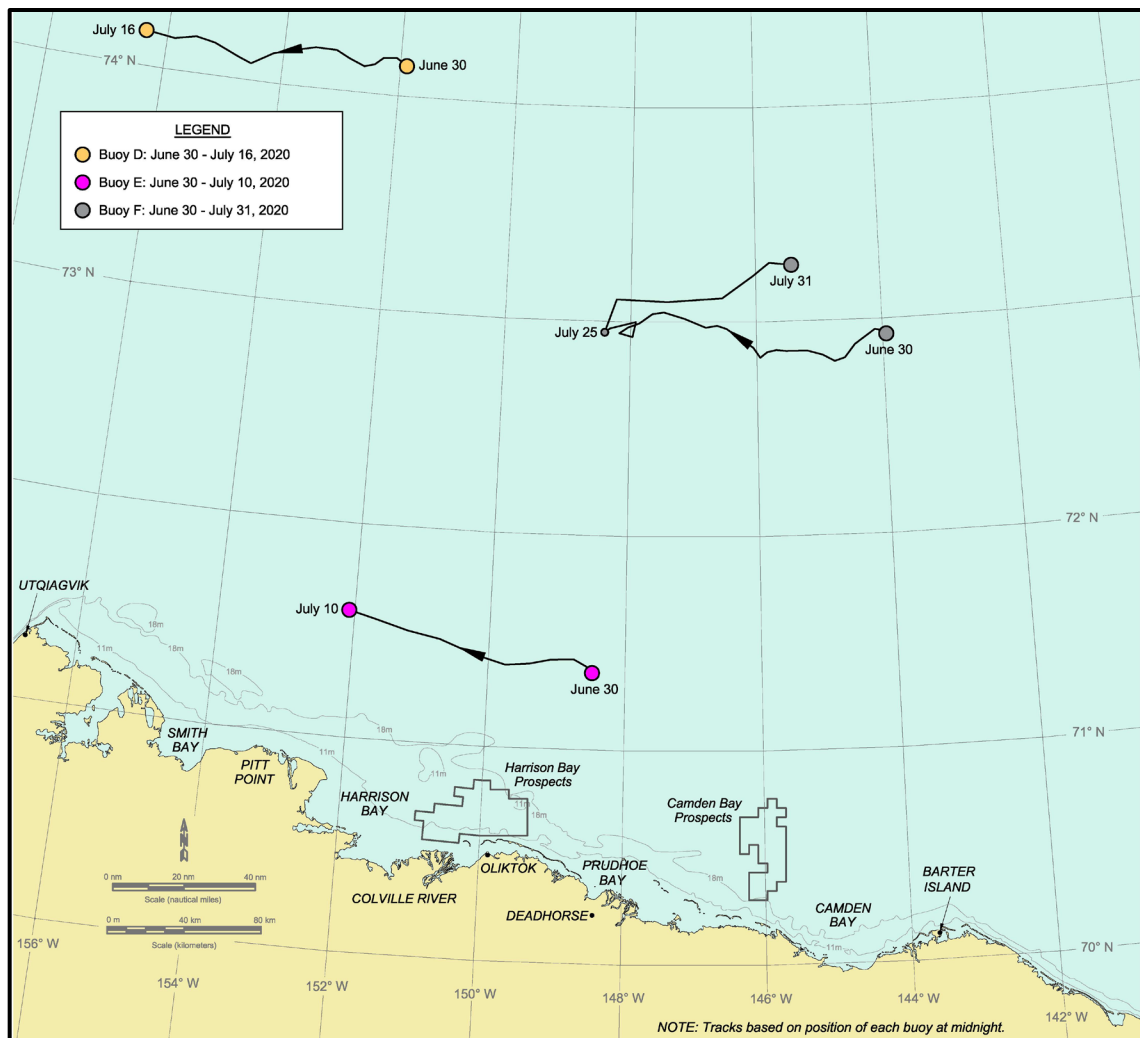 July 16
74° N
June 30
LEGEND
Buoy D: June 30 - July 16, 2020
Buoy E: June 30 - July 10, 2020
Buoy F: June 30 - July 31, 2020
73° N
July 31
July 25
June 30
72° N
UTQIAGVIK
July 10
18m
11m
18m
June 30
SMITH
BAY
18m
71° N
PITT
POINT
11m
11m
Harrison Bay
Prospects
HARRISON
BAY
11m
18m
Camden Bay
Prospects
N
0 nm 20 nm 40 nm
Scale (nautical miles)
OLIKTOK
PRUDHOE
BAY
18m
BARTER
ISLAND
COLVILLE RIVER
DEADHORSE
CAMDEN
BAY
0 m 40 km 80 km
Scale (kilometers)
11m
70° N
156° W
154° W
152° W
150° W
148° W
146° W
144° W
142° W
NOTE: Tracks based on position of each buoy at midnight.